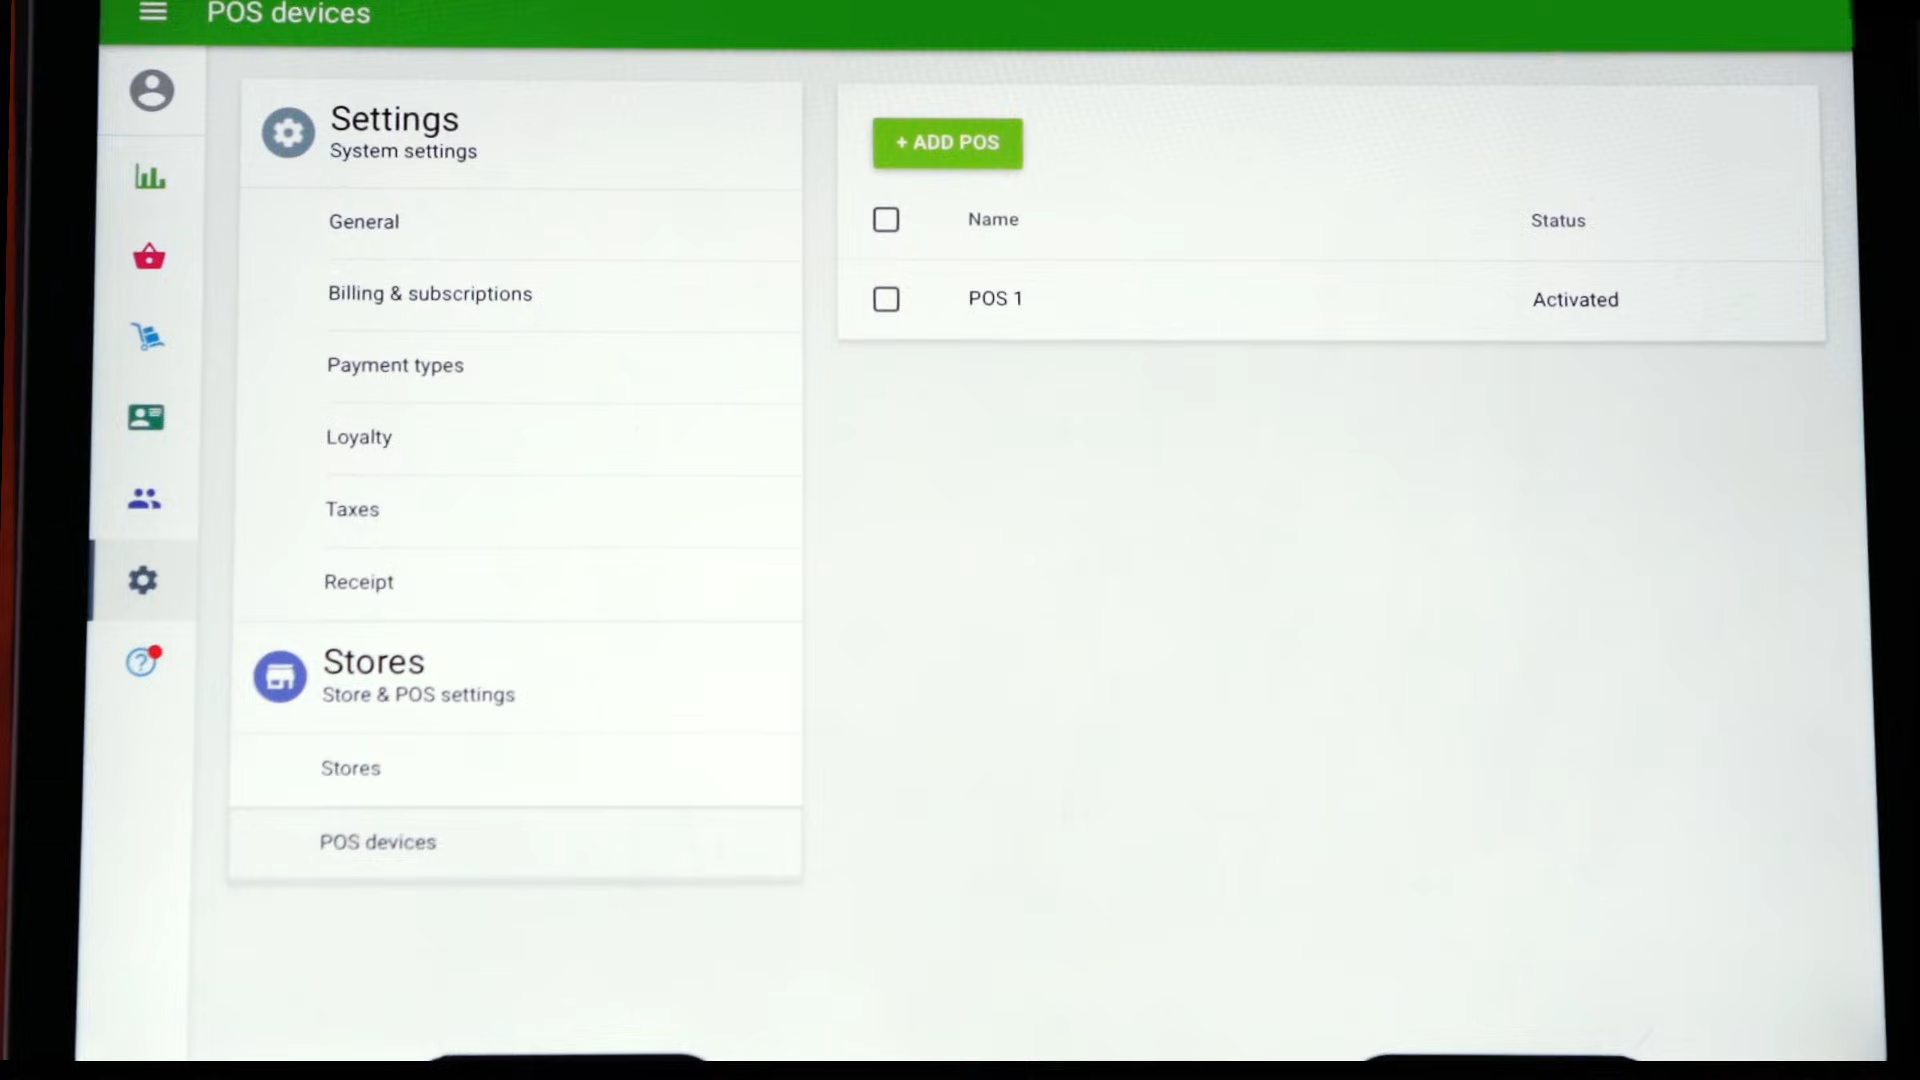 POS devices
Settings
System settings
General
Billing & subscriptions
Payment types
Loyalty
Taxes
Receipt
Stores
Store & POS settings
Stores
POS devices
+ ADD POS
Name Status
POS 1 Activated